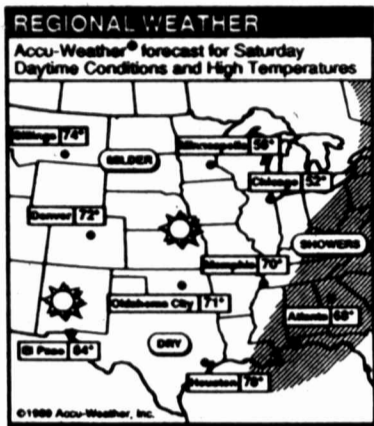 REGIONAL WEATHER
Accu-Weather® forecast for Saturday
Daytime Conditions and High Temperatures
Billings 74°
MILDER
Minneapolis 58°
Chicago 52°
Denver 72°
SHOWERS
Memphis 70°
Oklahoma City 71°
Atlanta 68°
DRY
El Paso 84°
Houston 78°
©1989 Accu-Weather, Inc.